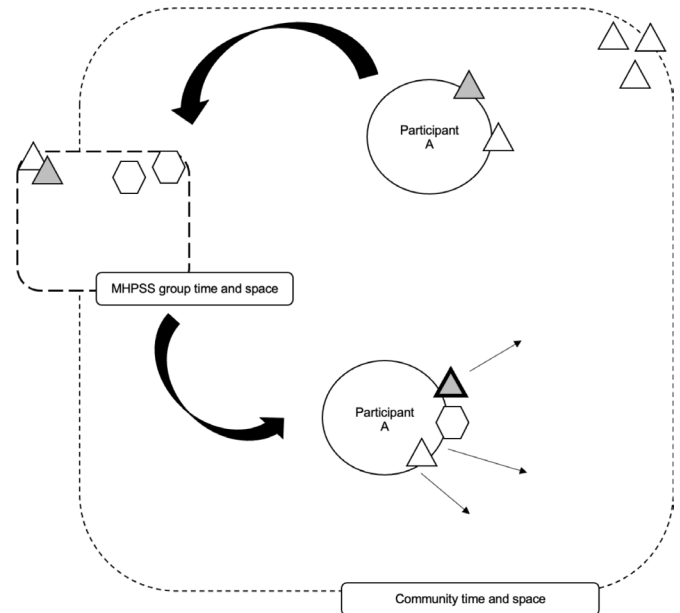 Participant
A
MHPSS group time and space
Participant
A
Community time and space